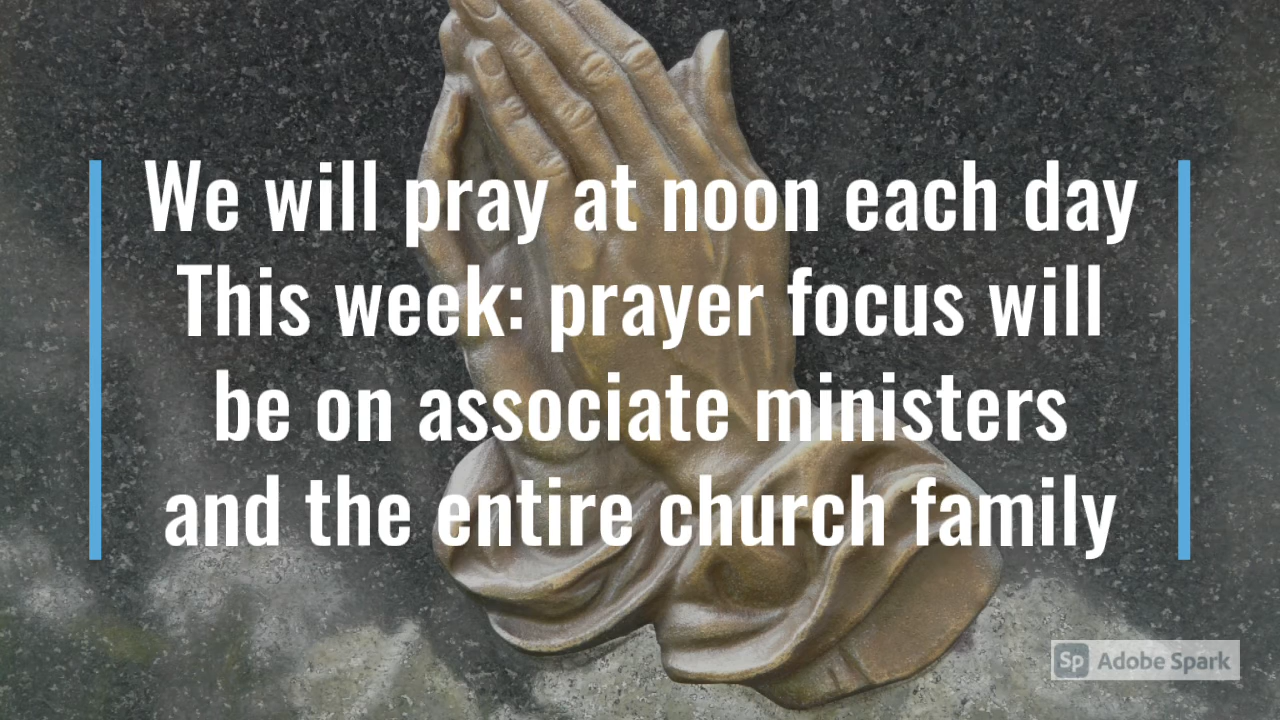 We will pray at noon each day
This week: prayer focus will
be on associate ministers
and the entire church family
Sp Adobe Spark